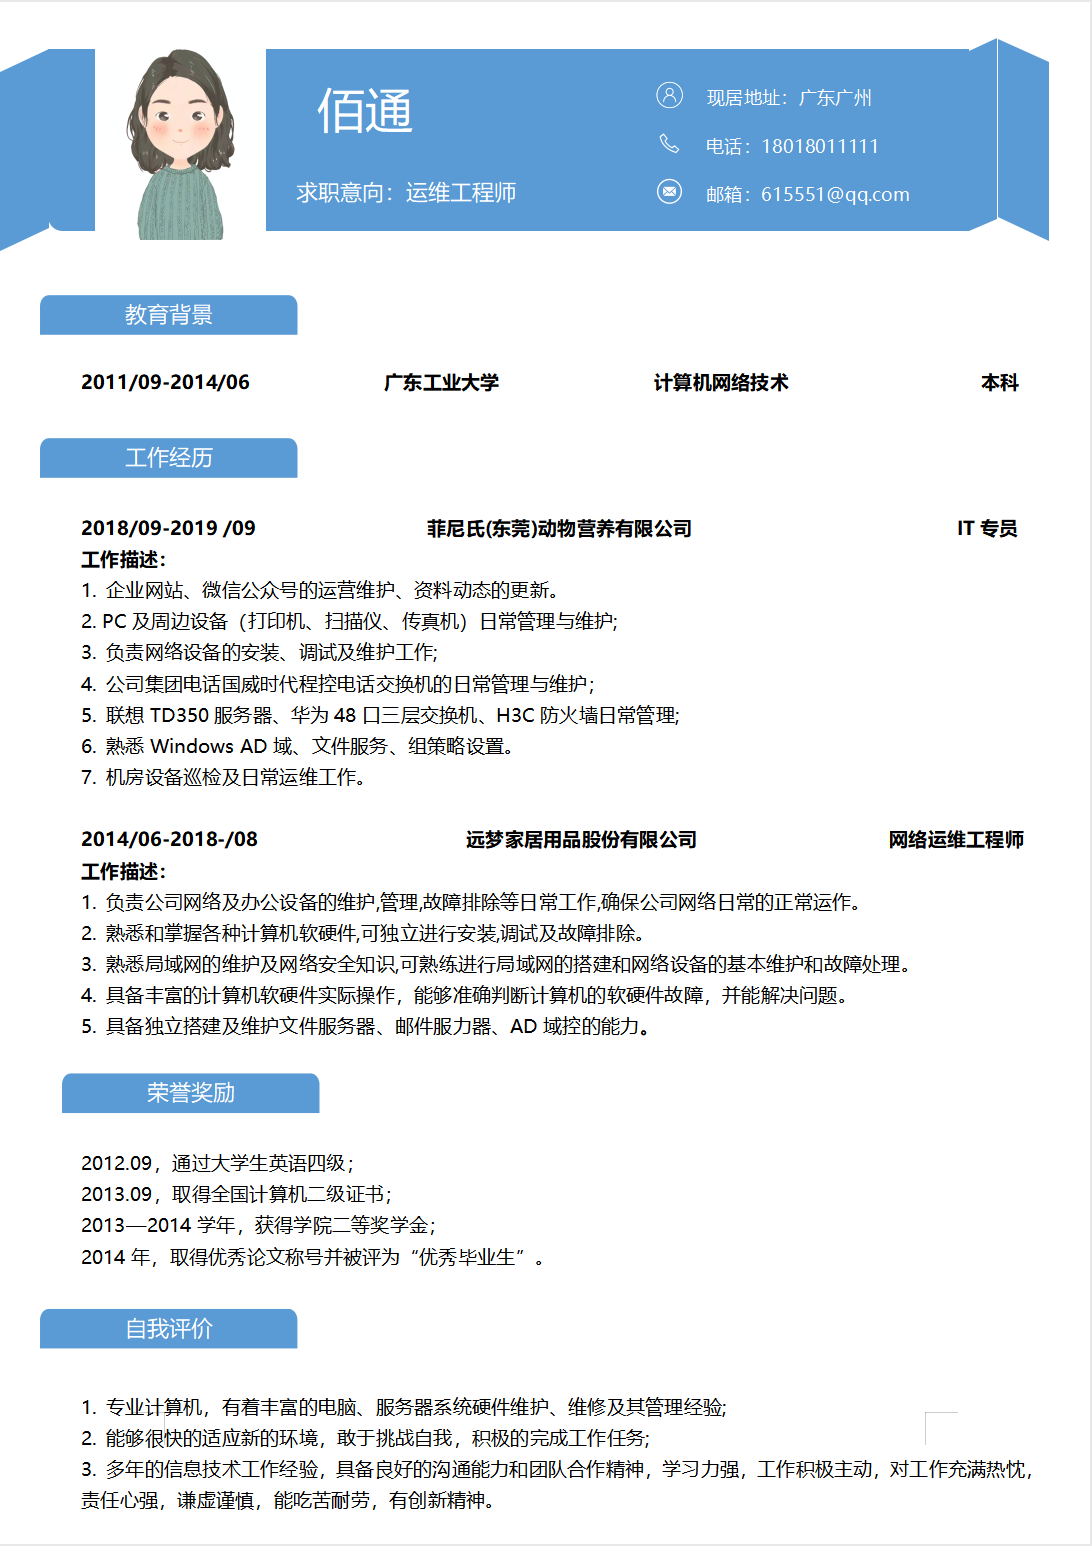 佰通
求职意向：运维工程师
现居地址：广东广州
电话：18018011111
邮箱：615551@qq.com
教育背景
2011/09-2014/06 广东工业大学 计算机网络技术 本科
工作经历
2018/09-2019 /09 菲尼氏(东莞)动物营养有限公司 IT 专员
工作描述：
1. 企业网站、微信公众号的运营维护、资料动态的更新。
2. PC 及周边设备（打印机、扫描仪、传真机）日常管理与维护;
3. 负责网络设备的安装、调试及维护工作;
4. 公司集团电话国威时代程控电话交换机的日常管理与维护；
5. 联想 TD350 服务器、华为 48 口三层交换机、H3C 防火墙日常管理;
6. 熟悉 Windows AD 域、文件服务、组策略设置。
7. 机房设备巡检及日常运维工作。
2014/06-2018-/08 远梦家居用品股份有限公司 网络运维工程师
工作描述：
1. 负责公司网络及办公设备的维护,管理,故障排除等日常工作,确保公司网络日常的正常运作。
2. 熟悉和掌握各种计算机软硬件,可独立进行安装,调试及故障排除。
3. 熟悉局域网的维护及网络安全知识,可熟练进行局域网的搭建和网络设备的基本维护和故障处理。
4. 具备丰富的计算机软硬件实际操作，能够准确判断计算机的软硬件故障，并能解决问题。
5. 具备独立搭建及维护文件服务器、邮件服力器、AD 域控的能力。
荣誉奖励
2012.09，通过大学生英语四级；
2013.09，取得全国计算机二级证书；
2013—2014 学年，获得学院二等奖学金；
2014 年，取得优秀论文称号并被评为“优秀毕业生”。
自我评价
1. 专业计算机，有着丰富的电脑、服务器系统硬件维护、维修及其管理经验;
2. 能够很快的适应新的环境，敢于挑战自我，积极的完成工作任务;
3. 多年的信息技术工作经验，具备良好的沟通能力和团队合作精神，学习力强，工作积极主动，对工作充满热忱，
责任心强，谦虚谨慎，能吃苦耐劳，有创新精神。